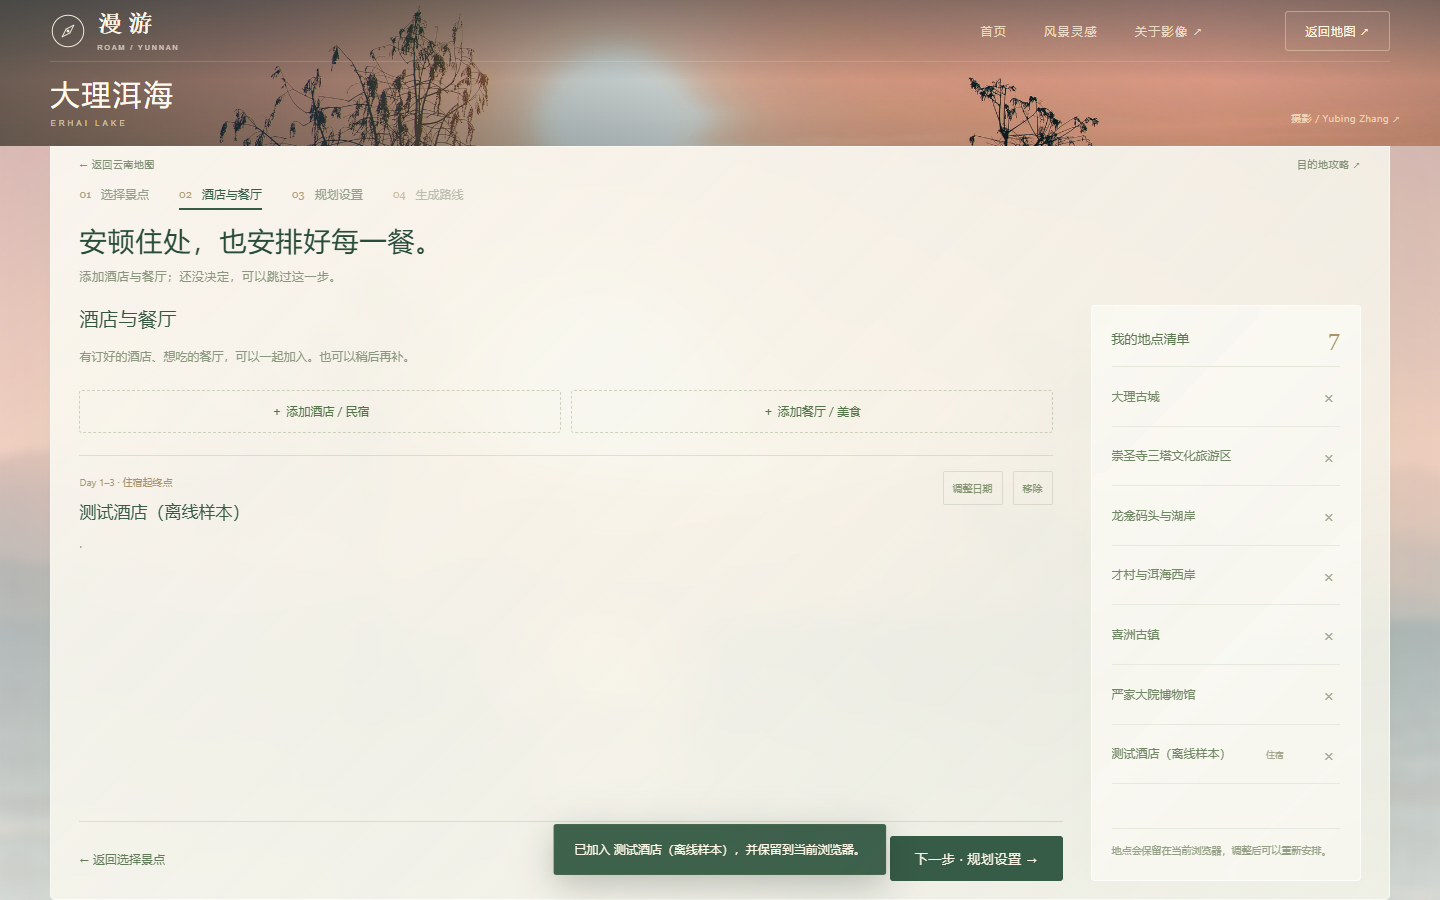 漫游
ROAM / YUNNAN
首页
风景灵感
关于影像 ↗
返回地图 ↗
大理洱海
ERHAI LAKE
摄影 / Yubing Zhang ↗
← 返回云南地图
目的地攻略 ↗
01 选择景点
02 酒店与餐厅
03 规划设置
04 生成路线
安顿住处，也安排好每一餐。
添加酒店与餐厅；还没决定，可以跳过这一步。
酒店与餐厅
有订好的酒店、想吃的餐厅，可以一起加入。也可以稍后再补。
+ 添加酒店 / 民宿
+ 添加餐厅 / 美食
Day 1–3 · 住宿起终点
测试酒店（离线样本）
·
调整日期
移除
我的地点清单
7
大理古城 ×
崇圣寺三塔文化旅游区 ×
龙龛码头与湖岸 ×
才村与洱海西岸 ×
喜洲古镇 ×
严家大院博物馆 ×
测试酒店（离线样本） 住宿 ×
地点会保留在当前浏览器，调整后可以重新安排。
← 返回选择景点
已加入 测试酒店（离线样本），并保留到当前浏览器。
下一步 · 规划设置 →